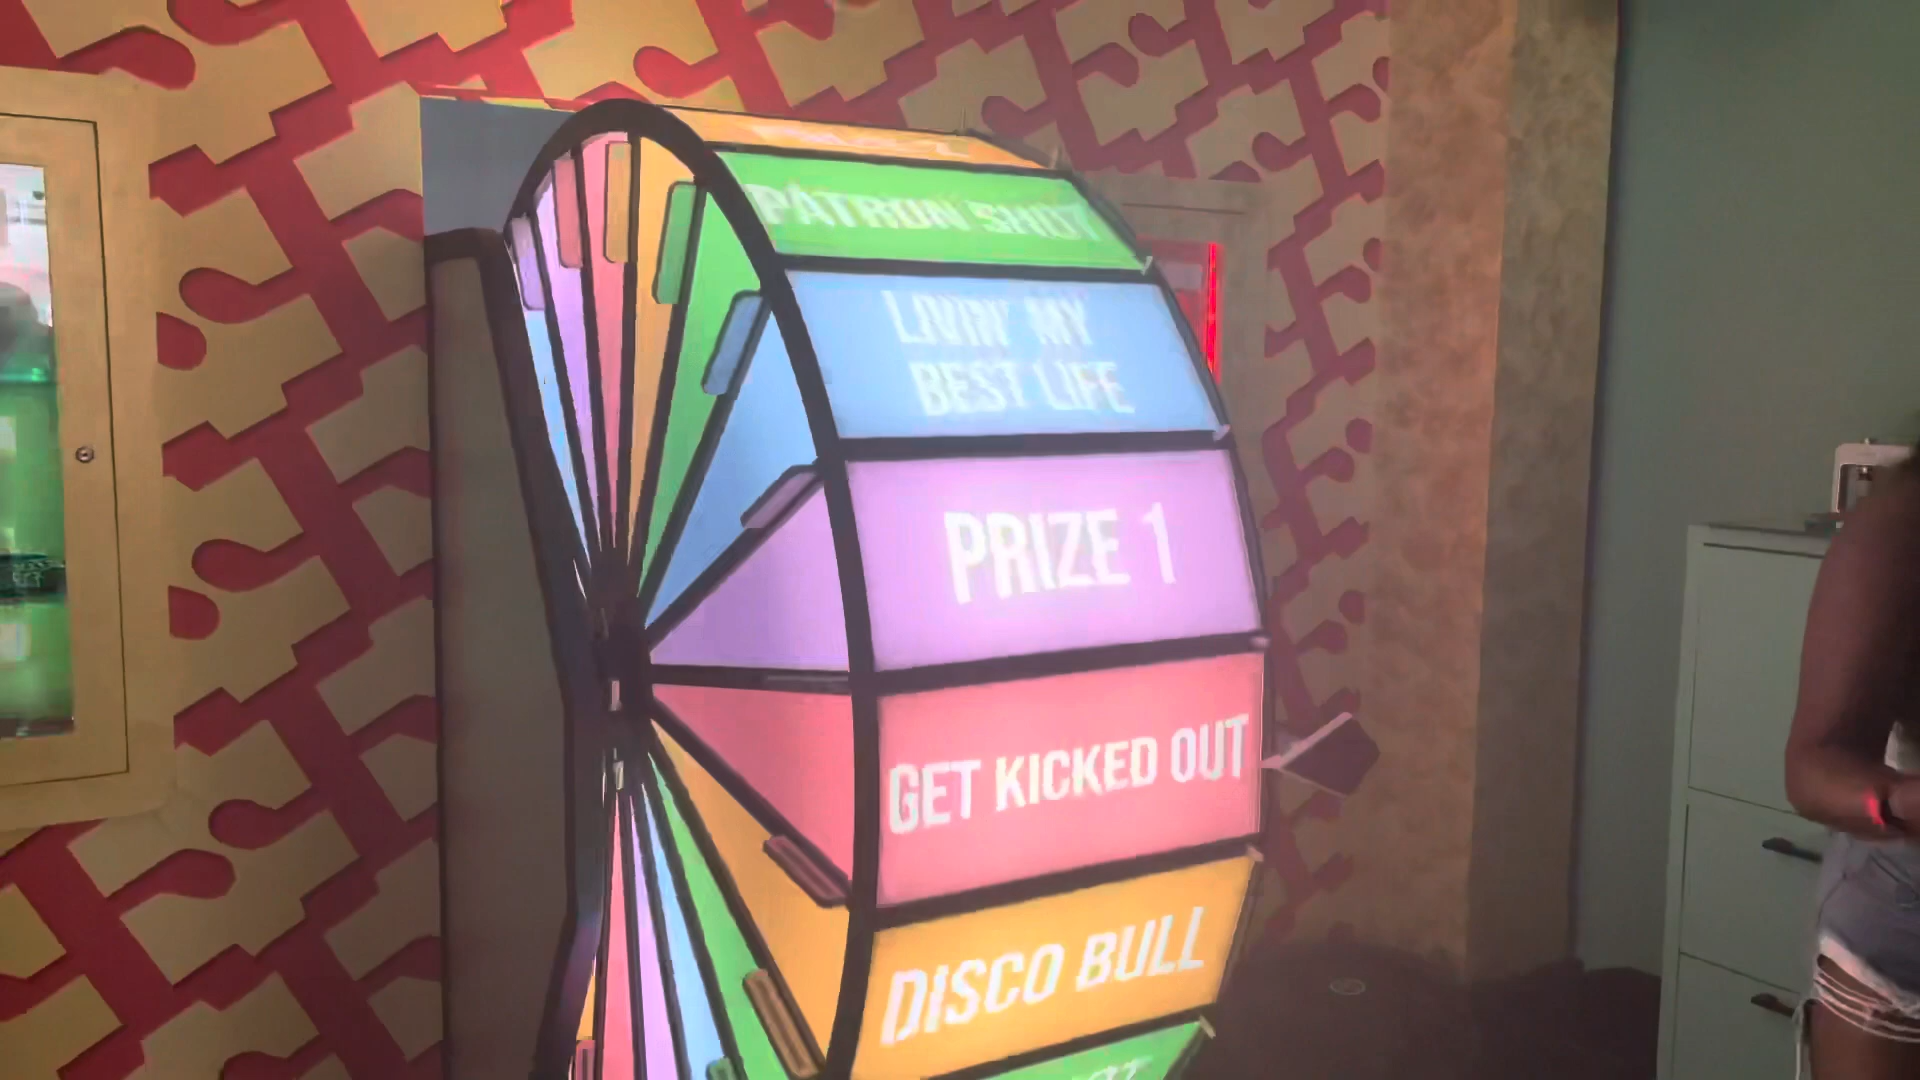 PATRON SHOT
LIVIN' MY
BEST LIFE
PRIZE 1
GET KICKED OUT
DISCO BULL